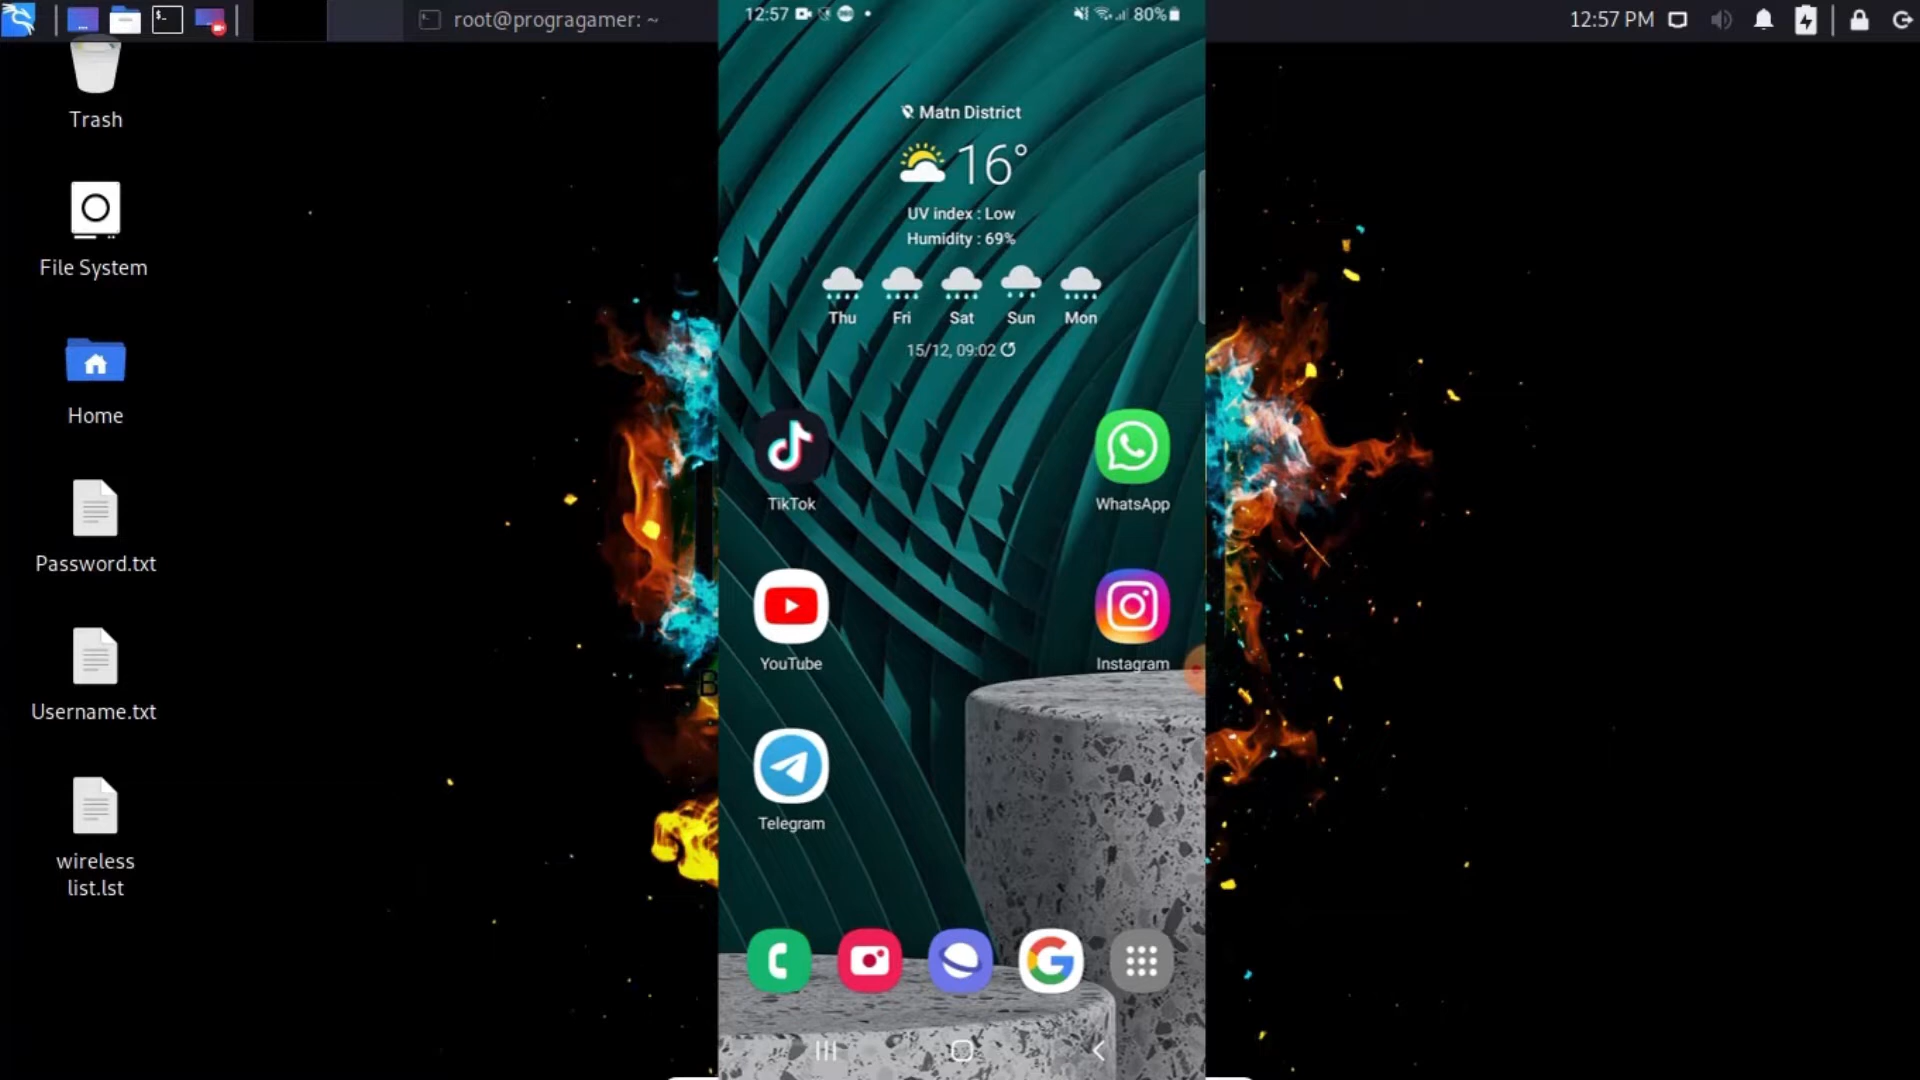 root@progragamer: ~
12:57
80%
12:57 PM
Trash
File System
Home
Password.txt
Username.txt
wireless
list.lst
Matn District
16°
UV index : Low
Humidity : 69%
Thu Fri Sat Sun Mon
15/12, 09:02
TikTok
WhatsApp
YouTube
Instagram
Telegram
B